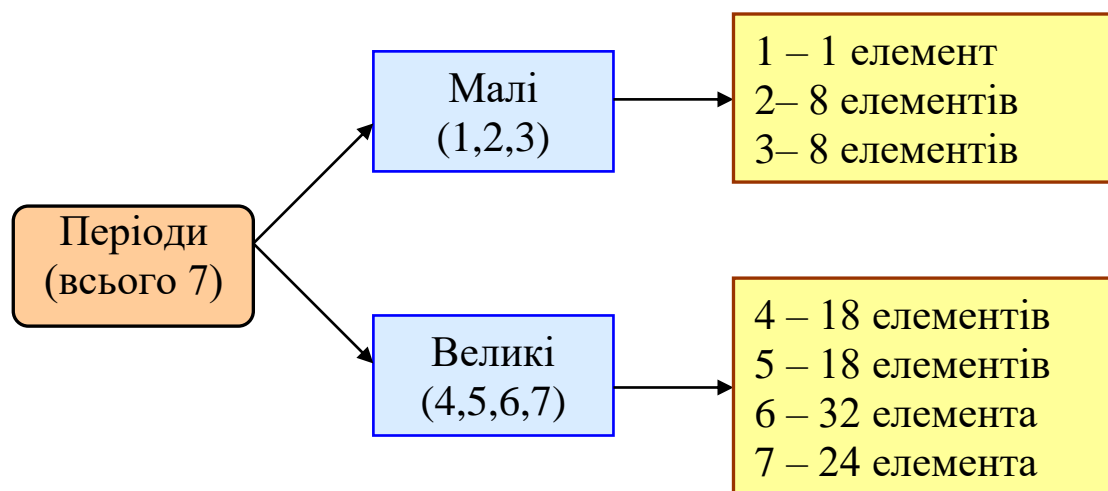 Періоди
(всього 7)
Малі
(1,2,3)
1 – 1 елемент
2– 8 елементів
3– 8 елементів
Великі
(4,5,6,7)
4 – 18 елементів
5 – 18 елементів
6 – 32 елемента
7 – 24 елемента